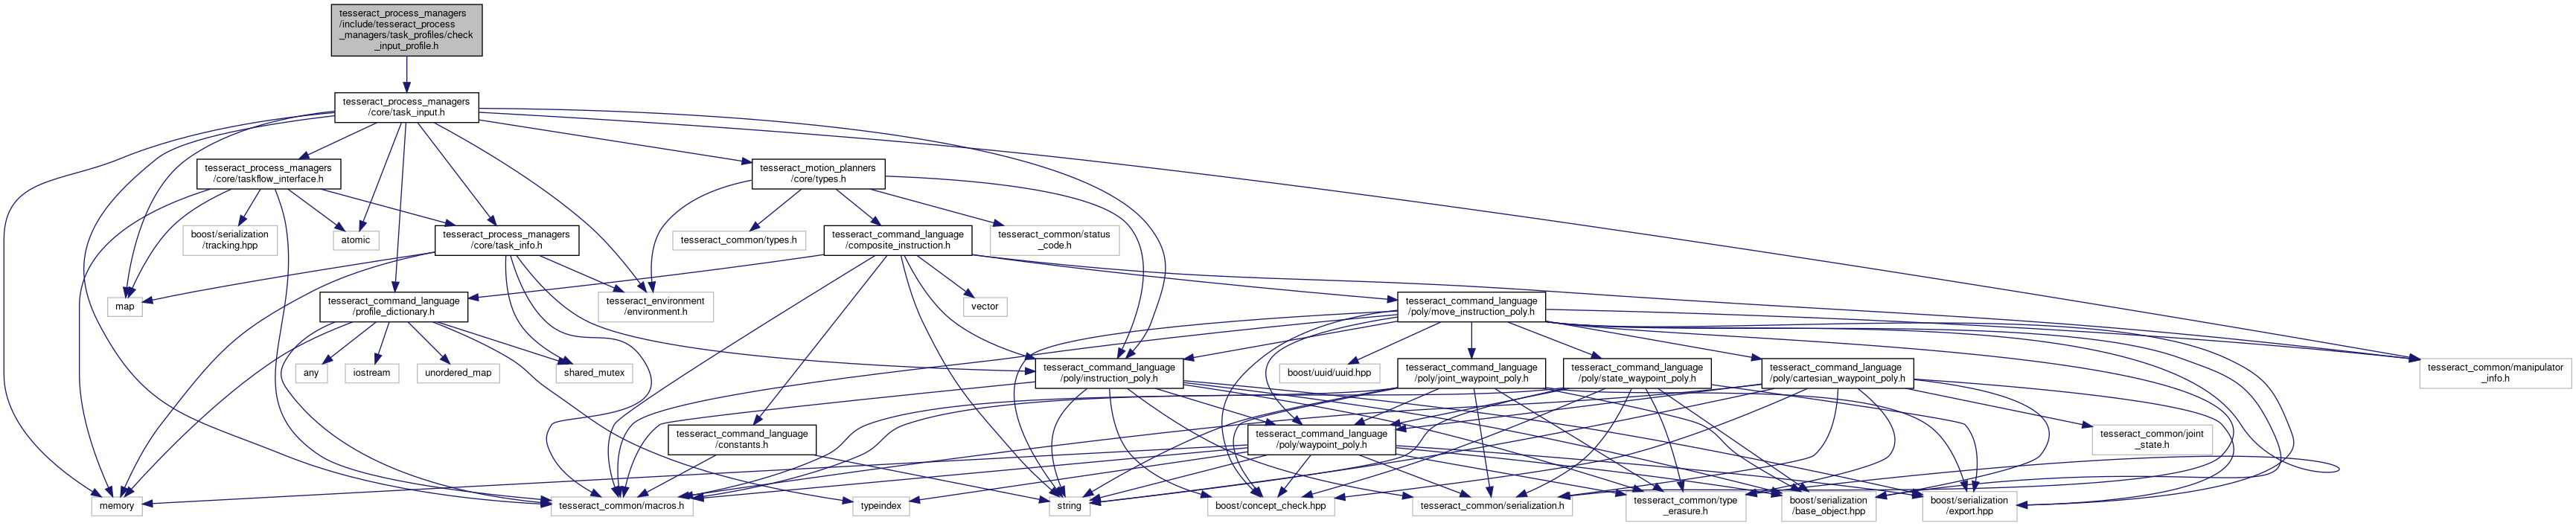 tesseract_process_managers
/include/tesseract_process
_managers/task_profiles/check
_input_profile.h
tesseract_process_managers
/core/task_input.h
tesseract_process_managers
/core/taskflow_interface.h
tesseract_motion_planners
/core/types.h
boost/serialization
/tracking.hpp
atomic
tesseract_process_managers
/core/task_info.h
tesseract_common/types.h
tesseract_command_language
/composite_instruction.h
tesseract_common/status
_code.h
map
tesseract_command_language
/profile_dictionary.h
tesseract_environment
/environment.h
vector
tesseract_command_language
/poly/move_instruction_poly.h
any
iostream
unordered_map
shared_mutex
tesseract_command_language
/poly/instruction_poly.h
boost/uuid/uuid.hpp
tesseract_command_language
/poly/joint_waypoint_poly.h
tesseract_command_language
/poly/state_waypoint_poly.h
tesseract_command_language
/poly/cartesian_waypoint_poly.h
tesseract_common/manipulator
_info.h
tesseract_command_language
/constants.h
tesseract_command_language
/poly/waypoint_poly.h
tesseract_common/joint
_state.h
memory
tesseract_common/macros.h
typeindex
string
boost/concept_check.hpp
tesseract_common/serialization.h
tesseract_common/type
_erasure.h
boost/serialization
/base_object.hpp
boost/serialization
/export.hpp